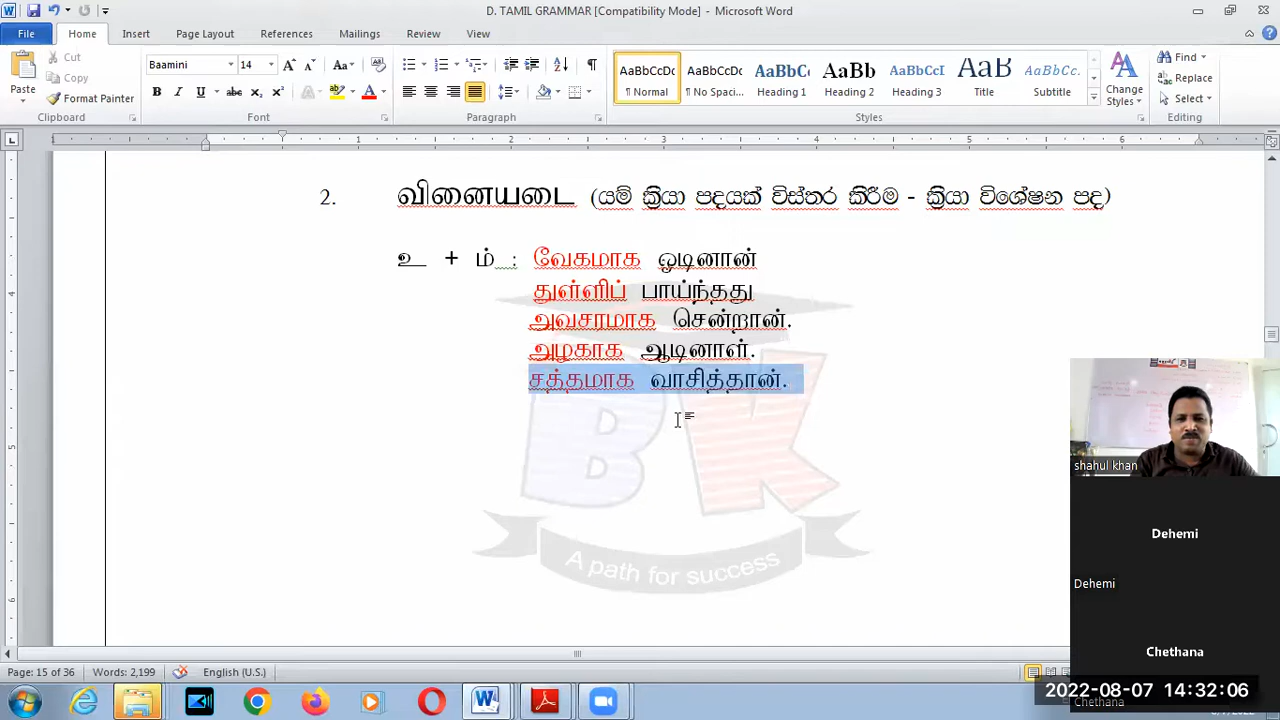 D. TAMIL GRAMMAR [Compatibility Mode] - Microsoft Word
File Home Insert Page Layout References Mailings Review View
Cut
Copy
Format Painter
Paste
Clipboard
Baamini 14
Font
Paragraph
AaBbCcDc AaBbCcDc AaBbC AaBb AaBbCcI AaB AaBbCc.
¶ Normal ¶ No Spaci... Heading 1 Heading 2 Heading 3 Title Subtitle
Styles
Change Styles
Find
Replace
Select
Editing
2. வினையடை (යම් ක්‍රියා පදයක් විස්තර කිරීම - ක්‍රියා විශේෂන පද)
உ + ம் : வேகமாக ஓடினான்
துள்ளிப் பாய்ந்தது
அவசரமாக சென்றான்.
அழகாக ஆடினாள்.
சத்தமாக வாசித்தான்.
BK
A path for success
shahul khan
Dehemi
Dehemi
Chethana
Chethana
Page: 15 of 36 Words: 2,199 English (U.S.)
2022-08-07 14:32:06